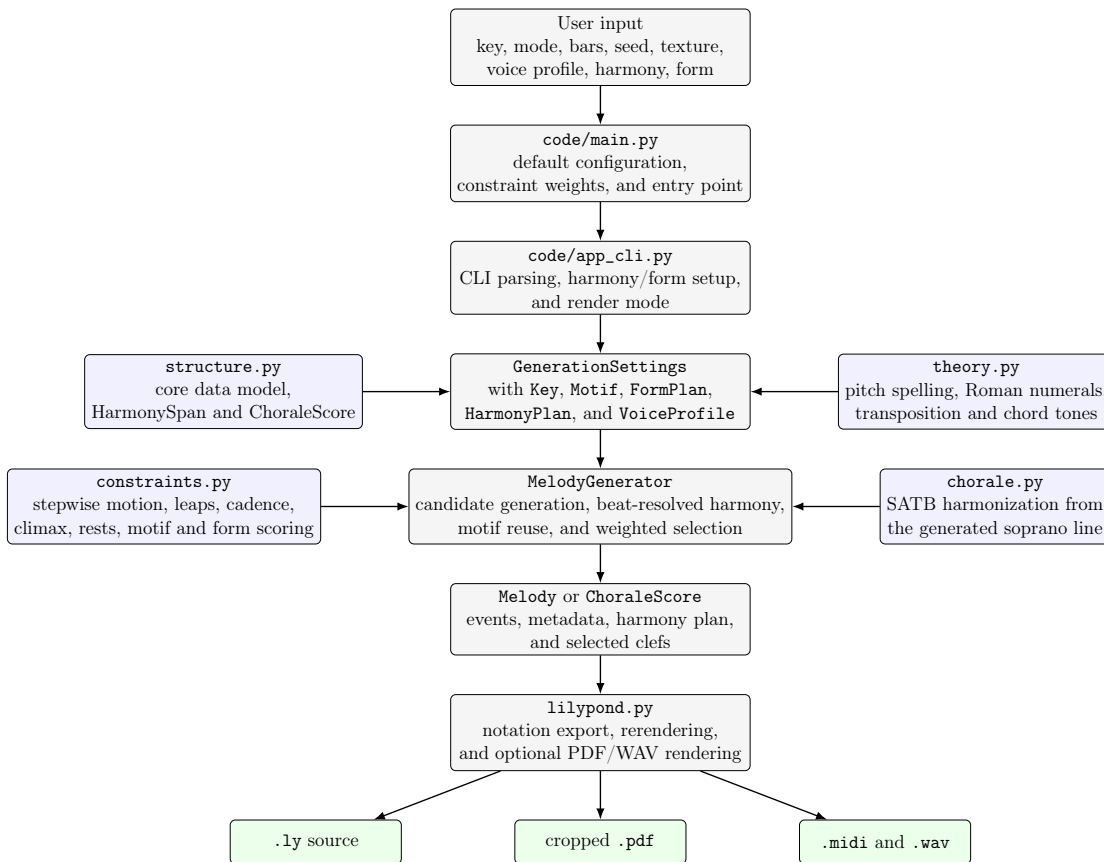 User input
key, mode, bars, seed, texture,
voice profile, harmony, form
code/main.py
default configuration,
constraint weights, and entry point
code/app_cli.py
CLI parsing, harmony/form setup,
and render mode
structure.py
core data model,
HarmonySpan and ChoraleScore
GenerationSettings
with Key, Motif, FormPlan,
HarmonyPlan, and VoiceProfile
theory.py
pitch spelling, Roman numerals,
transposition and chord tones
constraints.py
stepwise motion, leaps, cadence,
climax, rests, motif and form scoring
MelodyGenerator
candidate generation, beat-resolved harmony,
motif reuse, and weighted selection
chorale.py
SATB harmonization from
the generated soprano line
Melody or ChoraleScore
events, metadata, harmony plan,
and selected clefs
lilypond.py
notation export, rerendering,
and optional PDF/WAV rendering
.ly source
cropped .pdf
.midi and .wav